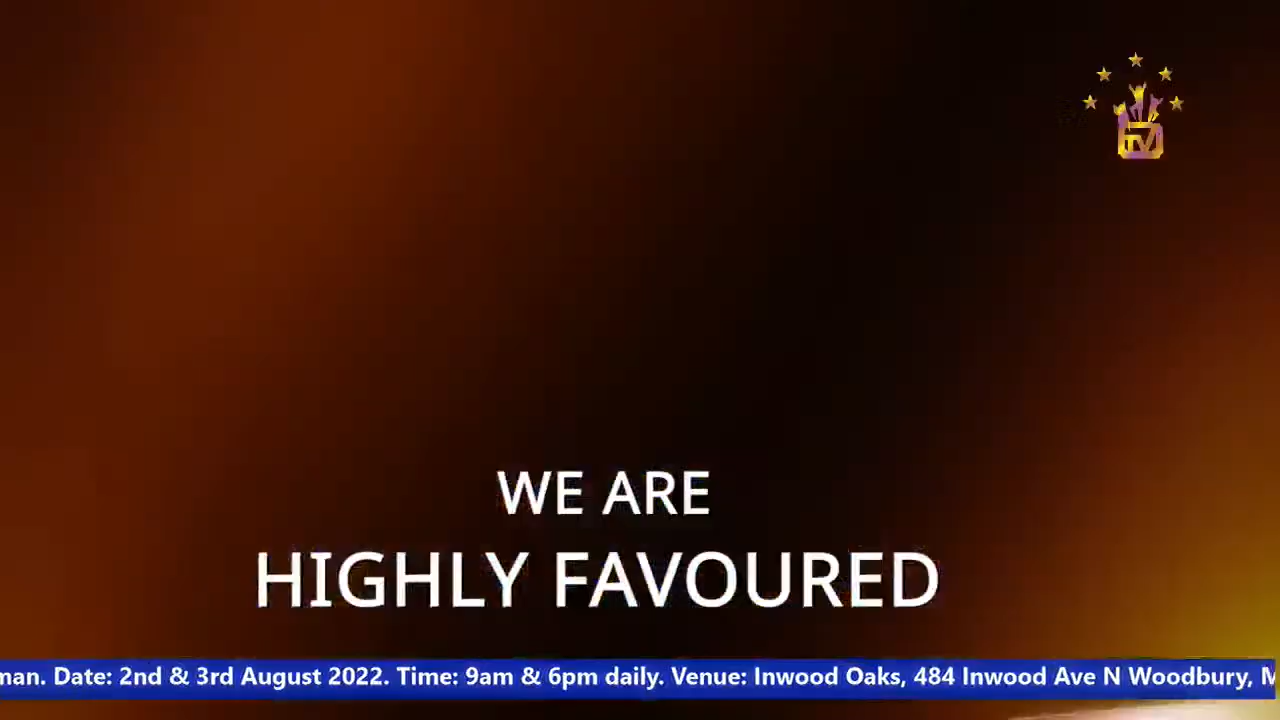 TV
WE ARE
HIGHLY FAVOURED
man. Date: 2nd & 3rd August 2022. Time: 9am & 6pm daily. Venue: Inwood Oaks, 484 Inwood Ave N Woodbury, M